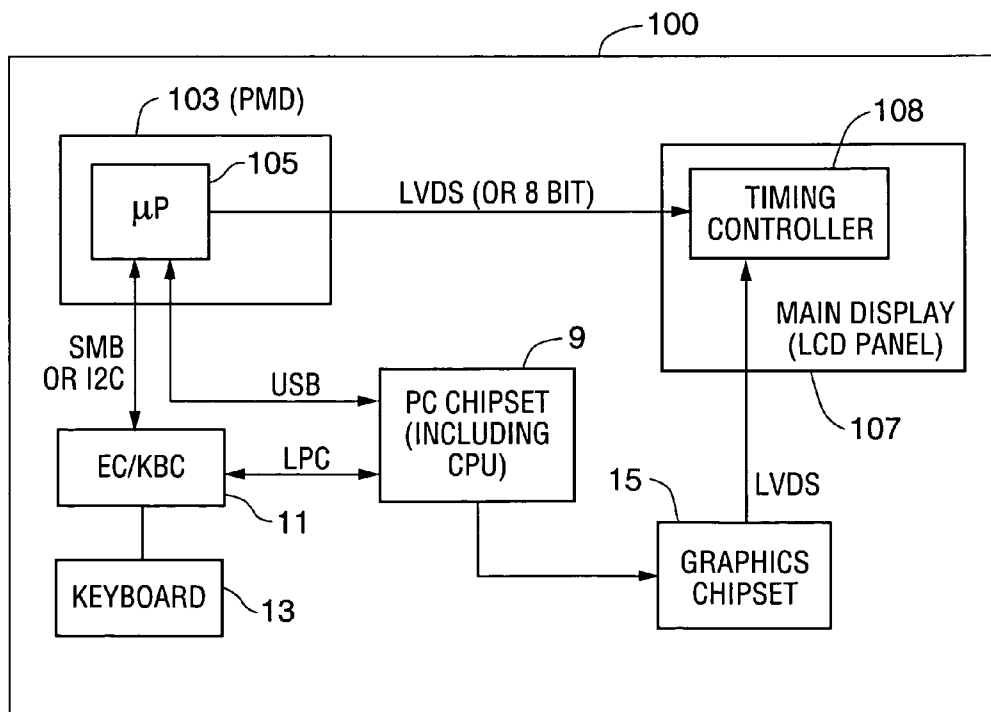 100
103 (PMD)
105
µP
LVDS (OR 8 BIT)
108
TIMING
CONTROLLER
MAIN DISPLAY
(LCD PANEL)
107
SMB
OR I2C
USB
9
PC CHIPSET
(INCLUDING
CPU)
EC/KBC
LPC
11
KEYBOARD
13
15
LVDS
GRAPHICS
CHIPSET